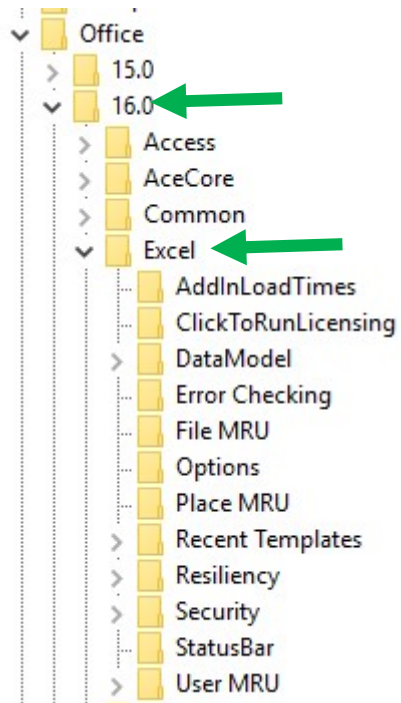 Office
15.0
16.0
Access
AceCore
Common
Excel
AddInLoadTimes
ClickToRunLicensing
DataModel
Error Checking
File MRU
Options
Place MRU
Recent Templates
Resiliency
Security
StatusBar
User MRU